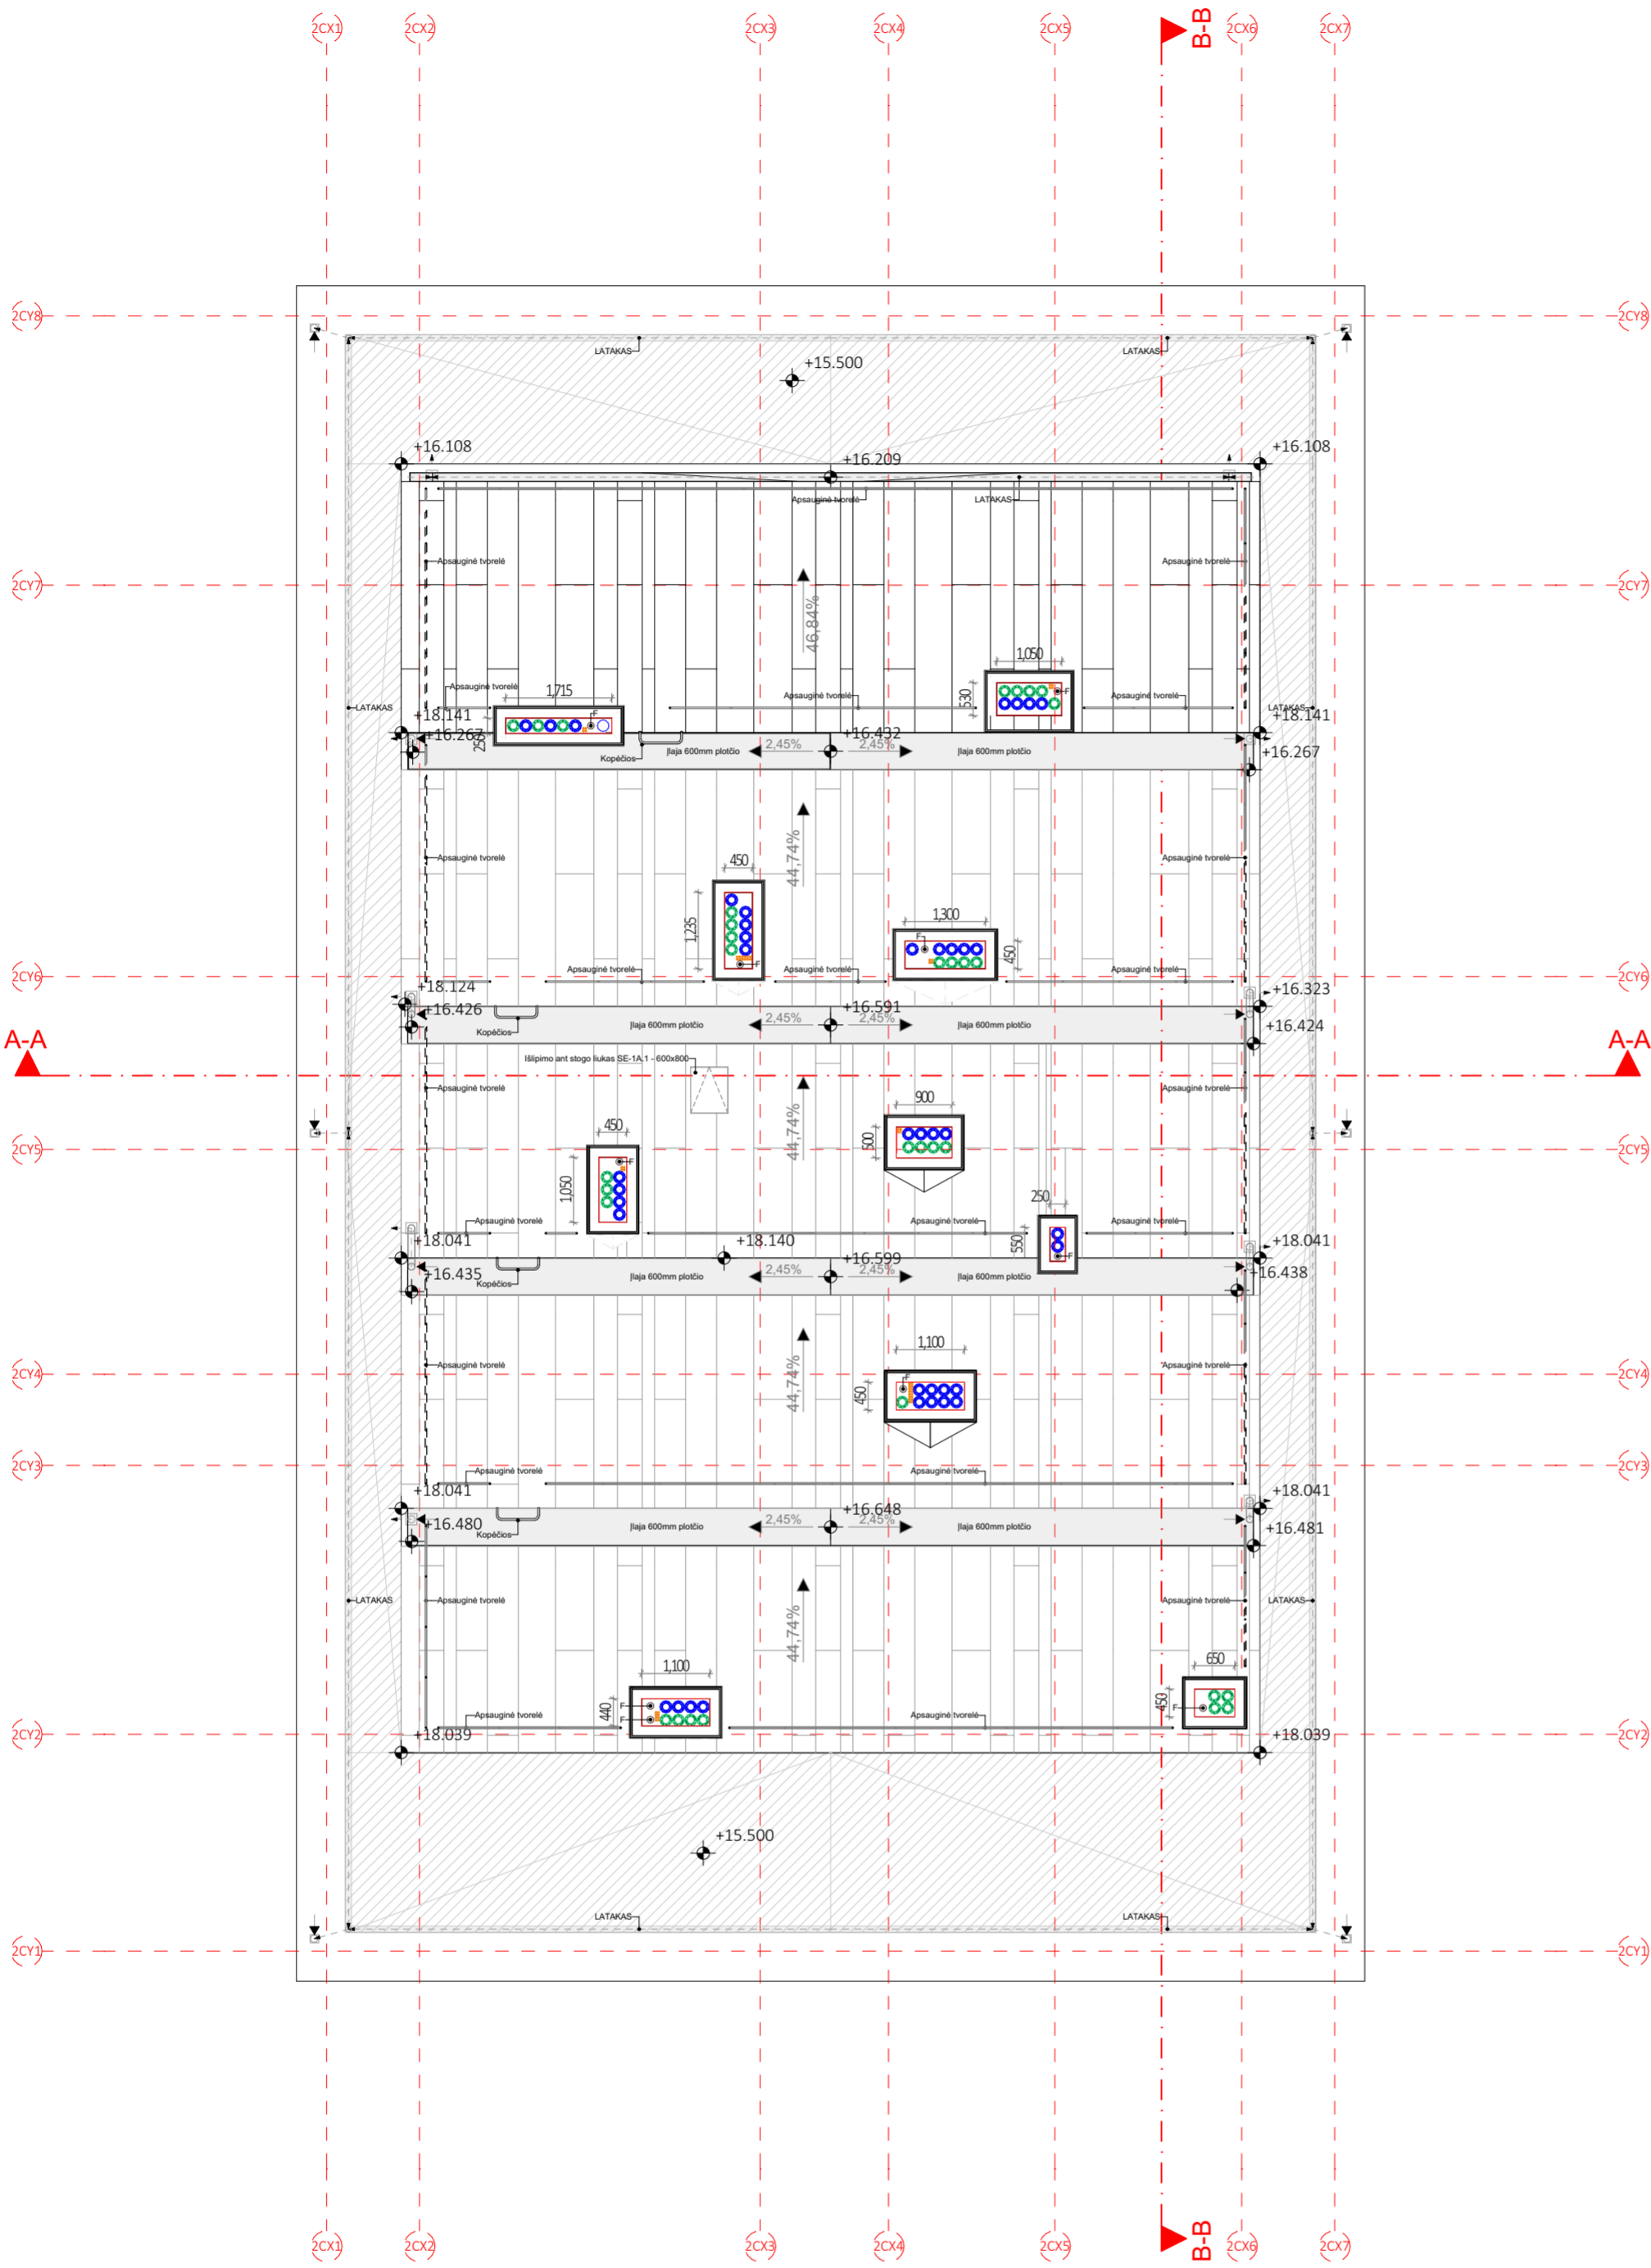 2CX1 2CX2 2CX3 2CX4 2CX5 B-B 2CX6 2CX7
2CY8 2CY8
LATAKAS LATAKAS
+15.500
+16.108 +16.108
+16.209
Apsauginė tvorelė LATAKAS
Apsauginė tvorelė Apsauginė tvorelė
2CY7 2CY7
46,84%
1,050
Apsauginė tvorelė 1,715 Apsauginė tvorelė 530 F Apsauginė tvorelė
LATAKAS LATAKAS
+18.141 F +18.141
+16.267 250 +16.432 +16.267
Kopėčios Įlaja 600mm plotčio 2,45% 2,45% Įlaja 600mm plotčio
44,74%
Apsauginė tvorelė 450 Apsauginė tvorelė
1,235 1,300
F 450
F
Apsauginė tvorelė Apsauginė tvorelė Apsauginė tvorelė
2CY6 2CY6
+18.124 +16.323
+16.426 +16.591 +16.424
Kopėčios Įlaja 600mm plotčio 2,45% 2,45% Įlaja 600mm plotčio
A-A A-A
Išlipimo ant stogo liukas SE-1A.1 - 600x800
Apsauginė tvorelė Apsauginė tvorelė
44,74%
900
450 500
2CY5 2CY5
F
1,050
250
Apsauginė tvorelė Apsauginė tvorelė Apsauginė tvorelė
550
+18.041 +18.140 F +18.041
+16.435 +16.599 +16.438
Kopėčios Įlaja 600mm plotčio 2,45% 2,45% Įlaja 600mm plotčio
1,100
Apsauginė tvorelė 44,74% Apsauginė tvorelė
2CY4 F 2CY4
450
2CY3 Apsauginė tvorelė Apsauginė tvorelė 2CY3
+18.041 +18.041
+16.480 +16.648 +16.481
Kopėčios Įlaja 600mm plotčio 2,45% 2,45% Įlaja 600mm plotčio
LATAKAS Apsauginė tvorelė Apsauginė tvorelė LATAKAS
44,74%
1,100 650
440 F 450 F
F
Apsauginė tvorelė Apsauginė tvorelė
2CY2 +18.039 +18.039 2CY2
+15.500
LATAKAS LATAKAS
2CY1 2CY1
2CX1 2CX2 2CX3 2CX4 2CX5 B-B 2CX6 2CX7